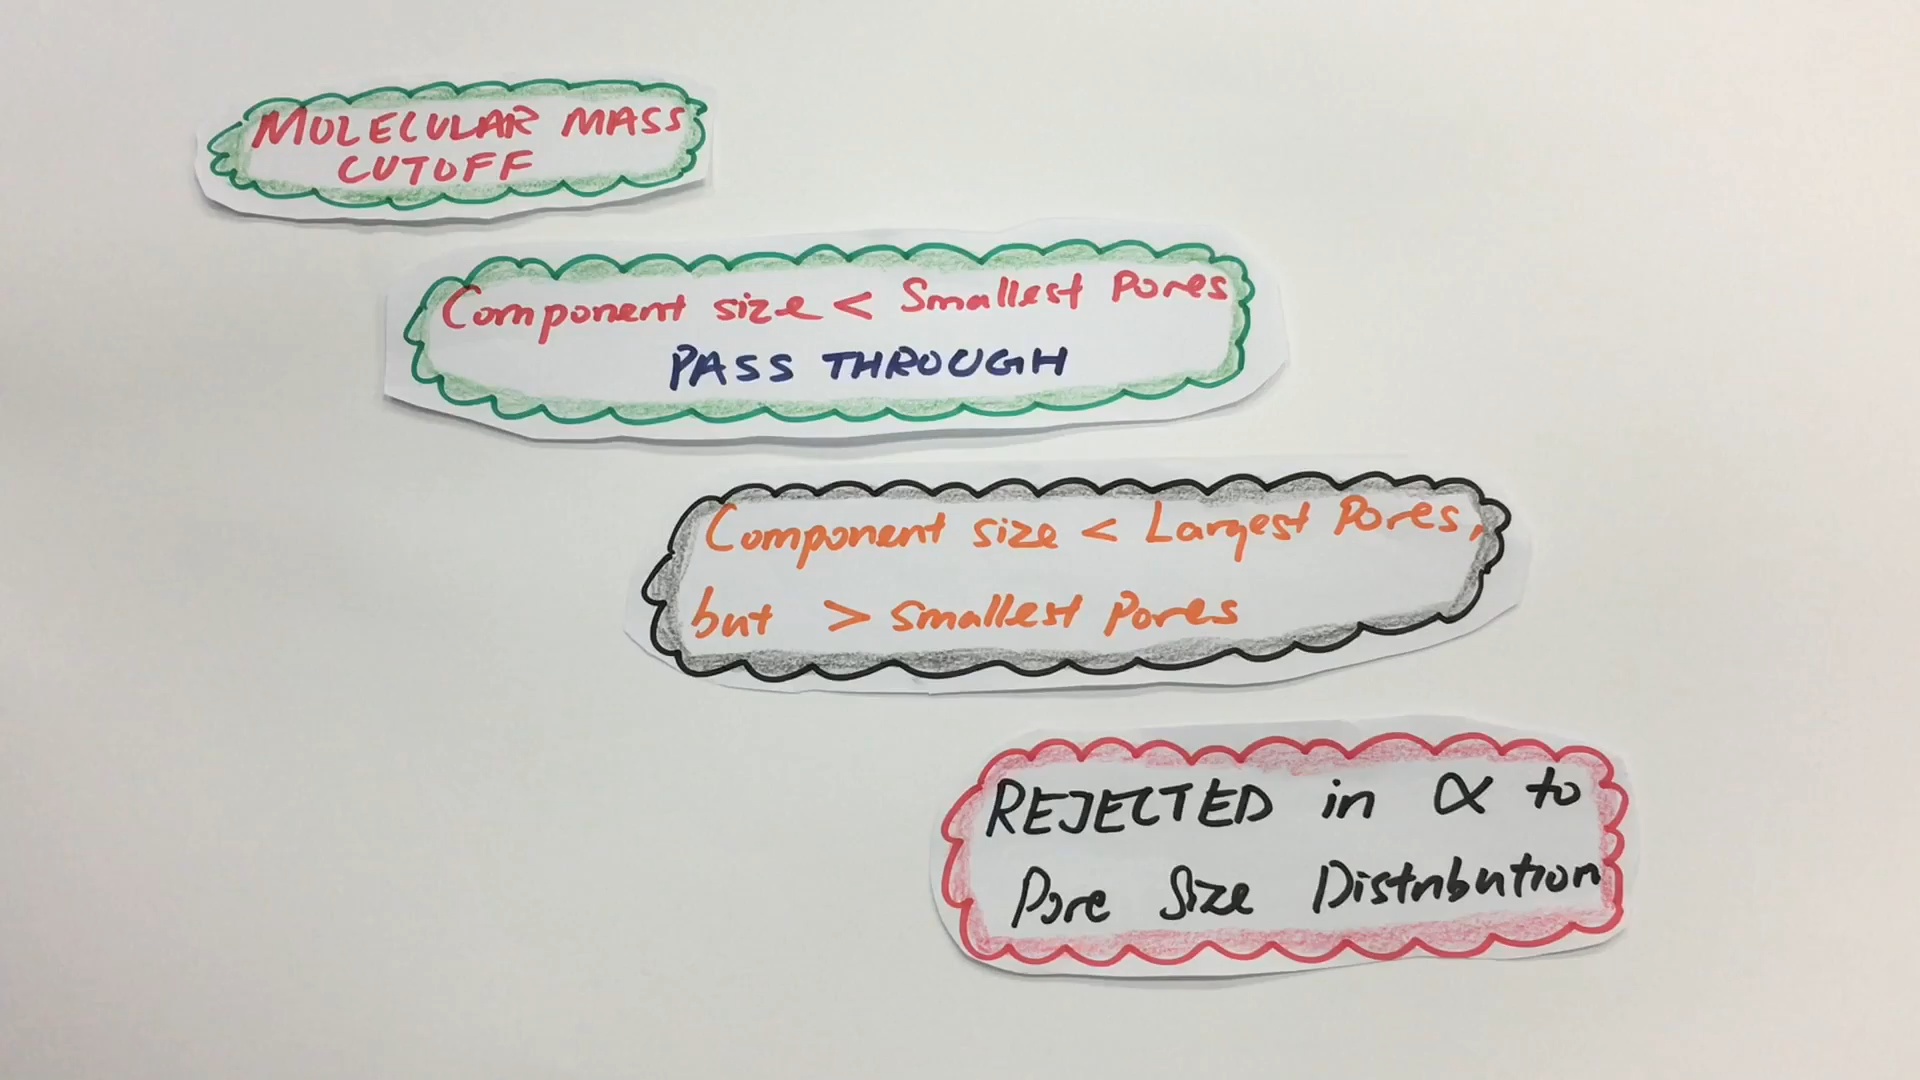 MOLECULAR MASS
CUTOFF
Component size < Smallest Pores
PASS THROUGH
Component size < Largest Pores,
but > smallest Pores
REJECTED in α to
Pore Size Distribution